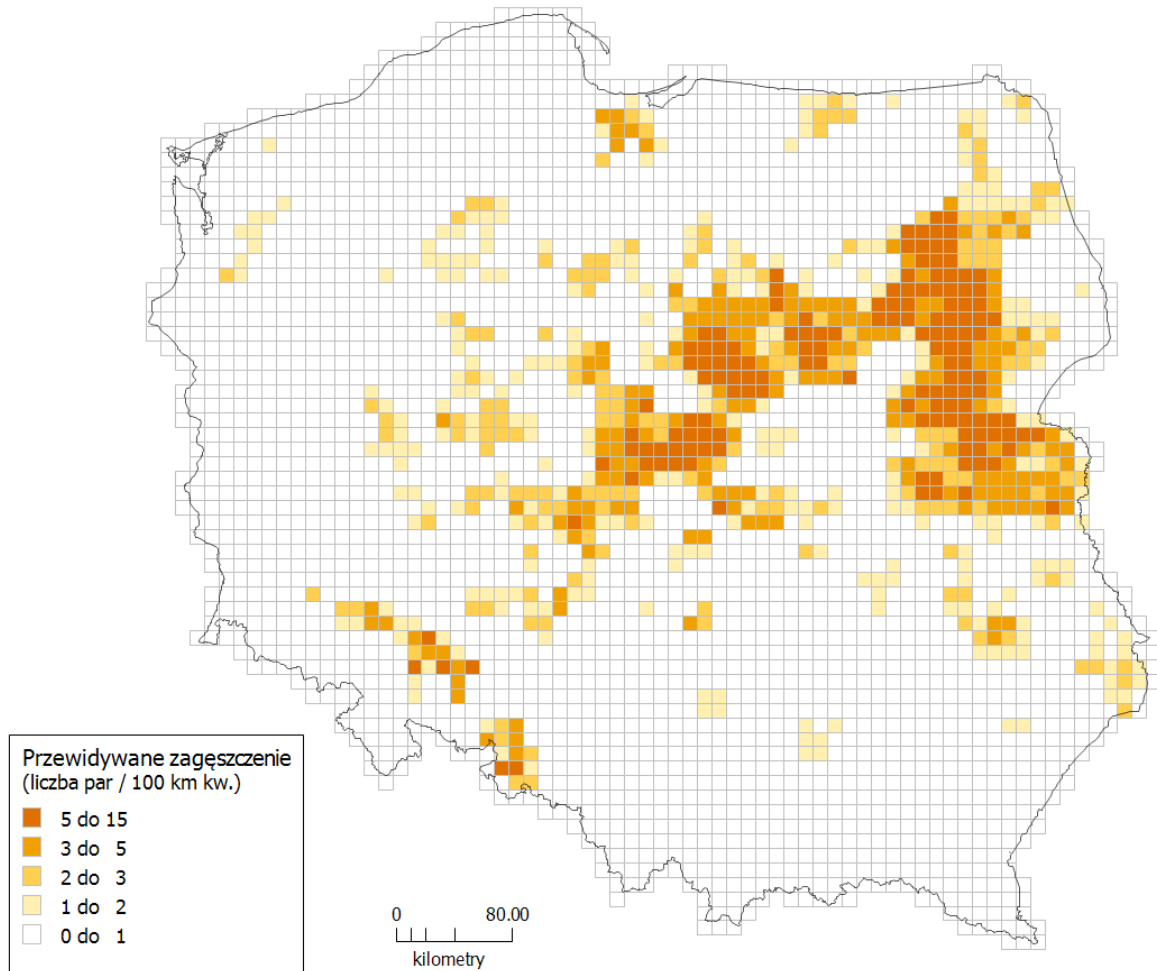 Przewidywane zagęszczenie
(liczba par / 100 km kw.)
5 do 15
3 do 5
2 do 3
1 do 2
0 do 1
0 80.00
kilometry